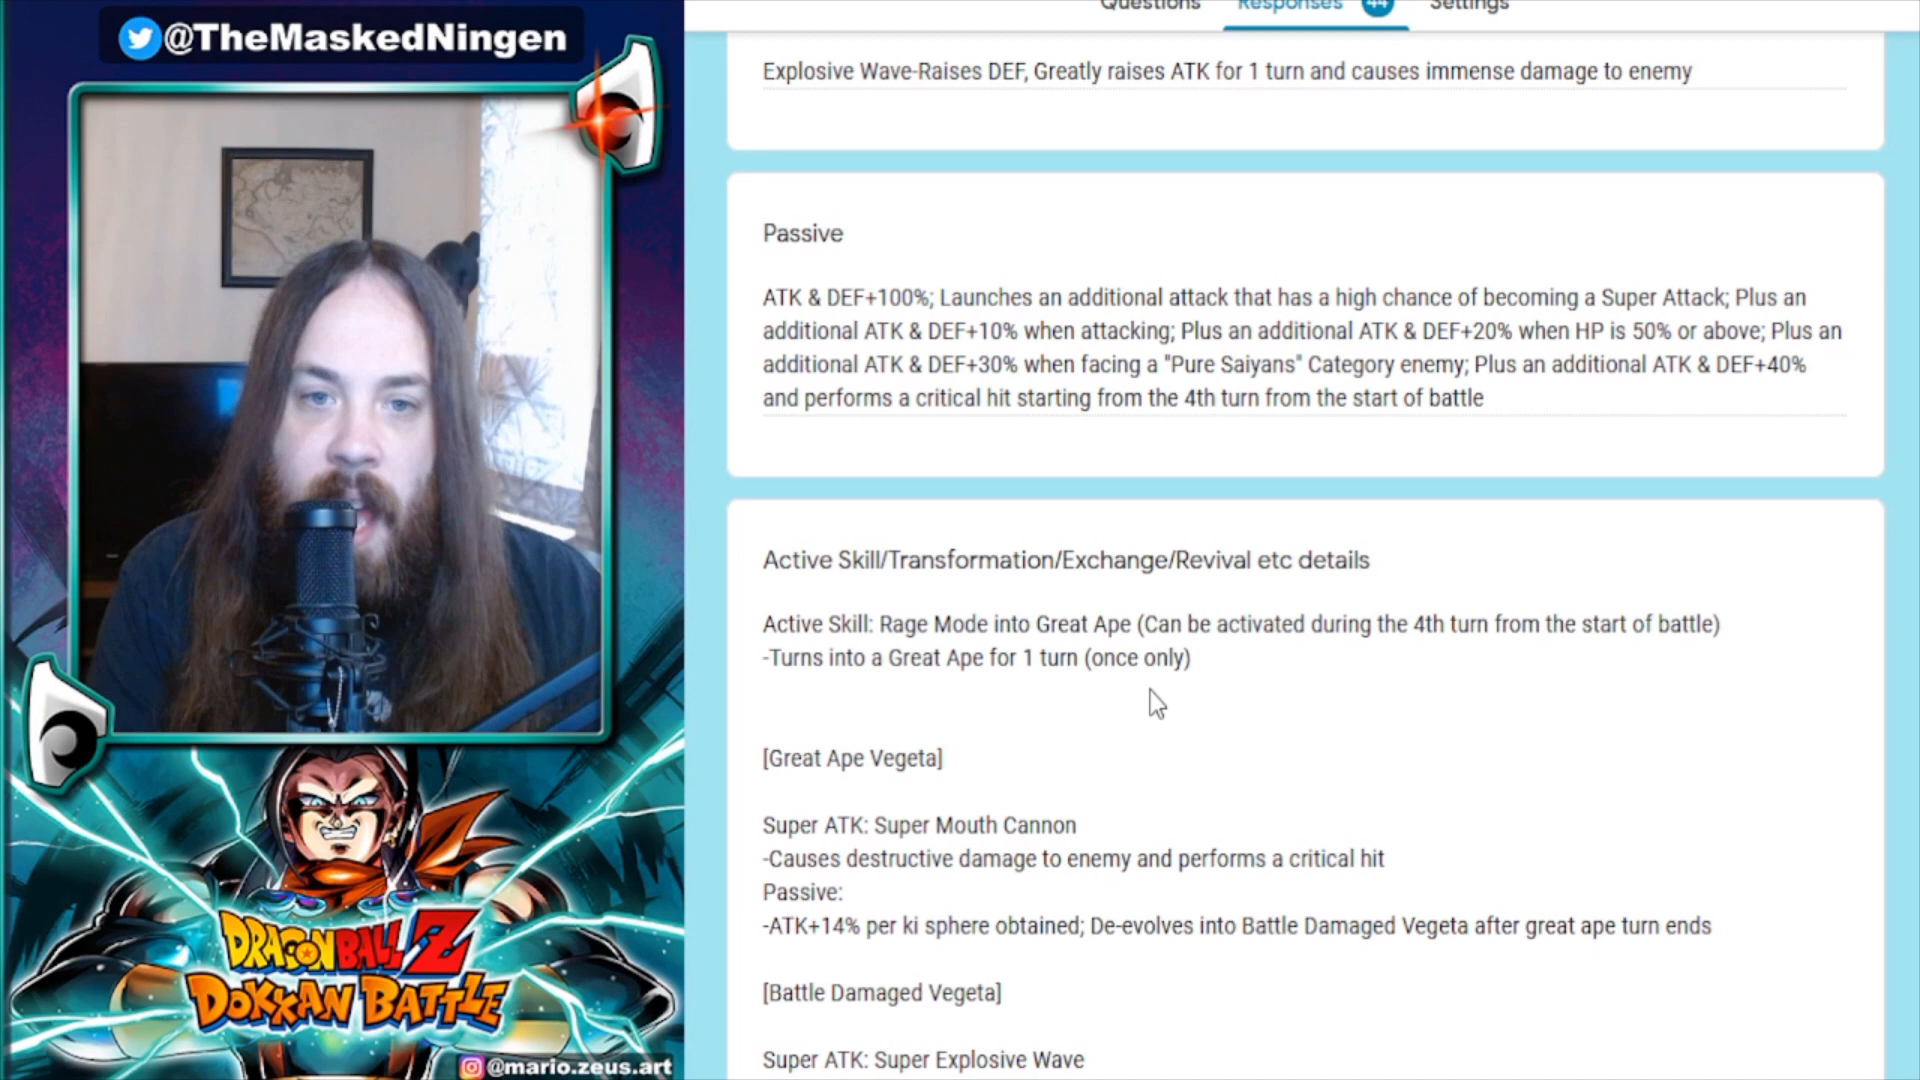 @TheMaskedNingen
DRAGONBALL Z
DOKKAN BATTLE
@mario.zeus.art
Questions Responses 44 Settings
Explosive Wave-Raises DEF, Greatly raises ATK for 1 turn and causes immense damage to enemy
Passive
ATK & DEF+100%; Launches an additional attack that has a high chance of becoming a Super Attack; Plus an
additional ATK & DEF+10% when attacking; Plus an additional ATK & DEF+20% when HP is 50% or above; Plus an
additional ATK & DEF+30% when facing a "Pure Saiyans" Category enemy; Plus an additional ATK & DEF+40%
and performs a critical hit starting from the 4th turn from the start of battle
Active Skill/Transformation/Exchange/Revival etc details
Active Skill: Rage Mode into Great Ape (Can be activated during the 4th turn from the start of battle)
-Turns into a Great Ape for 1 turn (once only)
[Great Ape Vegeta]
Super ATK: Super Mouth Cannon
-Causes destructive damage to enemy and performs a critical hit
Passive:
-ATK+14% per ki sphere obtained; De-evolves into Battle Damaged Vegeta after great ape turn ends
[Battle Damaged Vegeta]
Super ATK: Super Explosive Wave